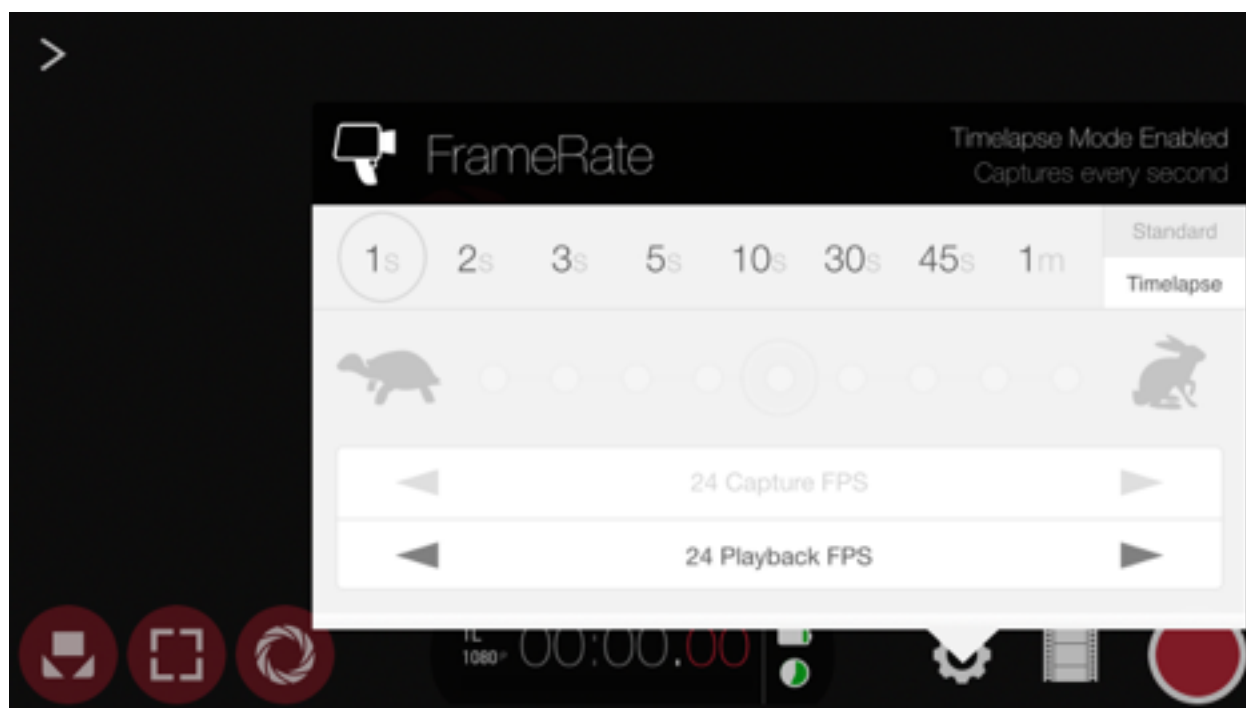 FrameRate
Timelapse Mode Enabled
Captures every second
1s 2s 3s 5s 10s 30s 45s 1m
Standard
Timelapse
24 Capture FPS
24 Playback FPS
TL
1080P
00:00.00